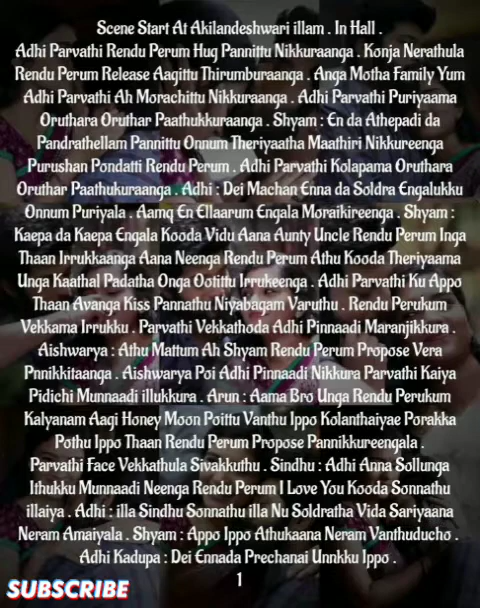 Scene Start At Akilandeshwari illam . In Hall .
Adhi Parvathi Rendu Perum Hug Pannittu Nikkuraanga . Konja Nerathula
Rendu Perum Release Aagittu Thirumburaanga . Anga Motha Family Yum
Adhi Parvathi Ah Morachittu Nikkuraanga . Adhi Parvathi Puriyaama
Oruthara Oruthar Paathukkuraanga . Shyam : En da Athepadi da
Pandrathellam Pannittu Onnum Theriyaatha Maathiri Nikkureenga
Purushan Pondatti Rendu Perum . Adhi Parvathi Kolapama Oruthara
Oruthar Paathukuraanga . Adhi : Dei Machan Enna da Soldra Engalukku
Onnum Puriyala . Aamq En Ellaarum Engala Moraikireenga . Shyam :
Kaepa da Kaepa Engala Kooda Vidu Aana Aunty Uncle Rendu Perum Inga
Thaan Irrukkaanga Aana Neenga Rendu Perum Athu Kooda Theriyaama
Unga Kaathal Padatha Onga Ootittu Irrukeenga . Adhi Parvathi Ku Appo
Thaan Avanga Kiss Pannathu Niyabagam Varuthu . Rendu Perukum
Vekkama Irrukku . Parvathi Vekkathoda Adhi Pinnaadi Maranjikkura .
Aishwarya : Athu Mattum Ah Shyam Rendu Perum Propose Vera
Pnnikkitaanga . Aishwarya Poi Adhi Pinnaadi Nikkura Parvathi Kaiya
Pidichi Munnaadi illukkura . Arun : Aama Bro Unga Rendu Perukum
Kalyanam Aagi Honey Moon Poittu Vanthu Ippo Kolanthaiyae Porakka
Pothu Ippo Thaan Rendu Perum Propose Pannikkureengala .
Parvathi Face Vekkathula Sivakkuthu . Sindhu : Adhi Anna Sollunga
Ithukku Munnaadi Neenga Rendu Perum I Love You Kooda Sonnathu
illaiya . Adhi : illa Sindhu Sonnathu illa Nu Soldratha Vida Sariyaana
Neram Amaiyala . Shyam : Appo Ippo Athukaana Neram Vanthuducho .
Adhi Kadupa : Dei Ennada Prechanai Unnkku Ippo .
1
SUBSCRIBE